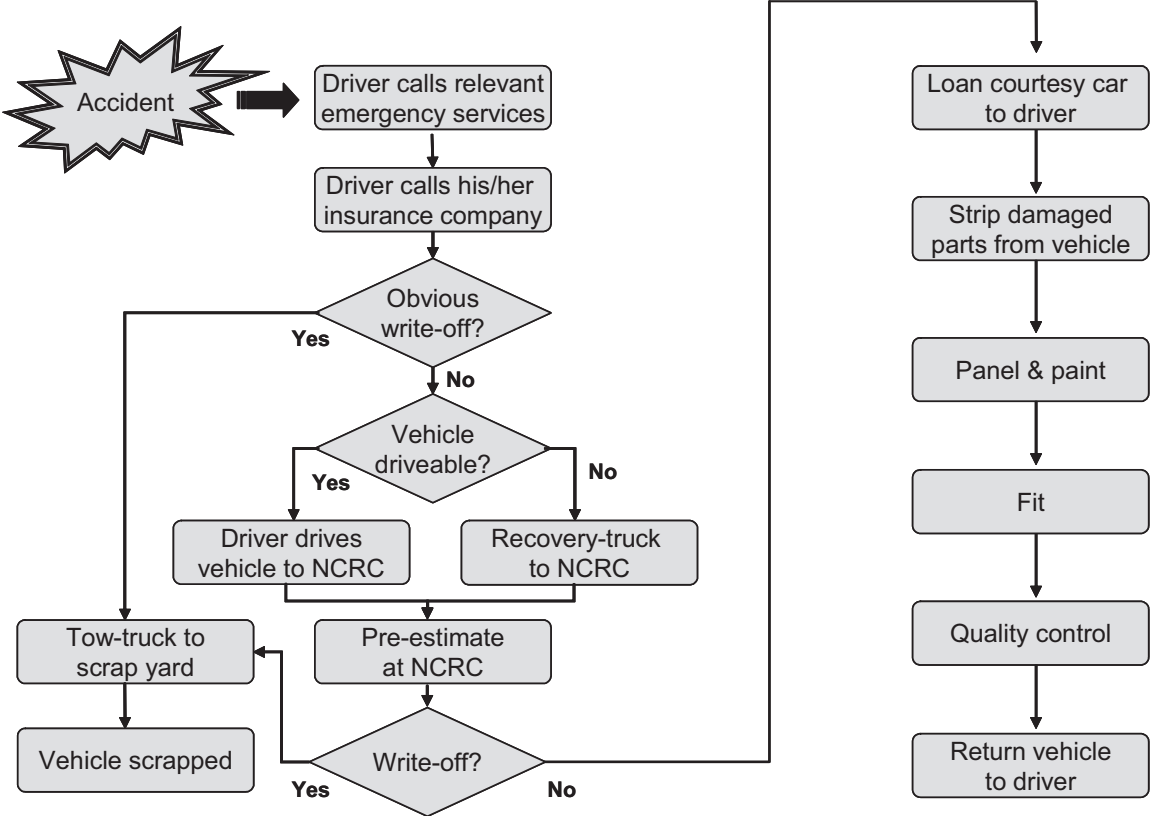 Accident
Driver calls relevant
emergency services
Driver calls his/her
insurance company
Obvious
write-off?
Yes
No
Vehicle
driveable?
Yes
No
Driver drives
vehicle to NCRC
Recovery-truck
to NCRC
Tow-truck to
scrap yard
Pre-estimate
at NCRC
Vehicle scrapped
Write-off?
Yes
No
Loan courtesy car
to driver
Strip damaged
parts from vehicle
Panel & paint
Fit
Quality control
Return vehicle
to driver